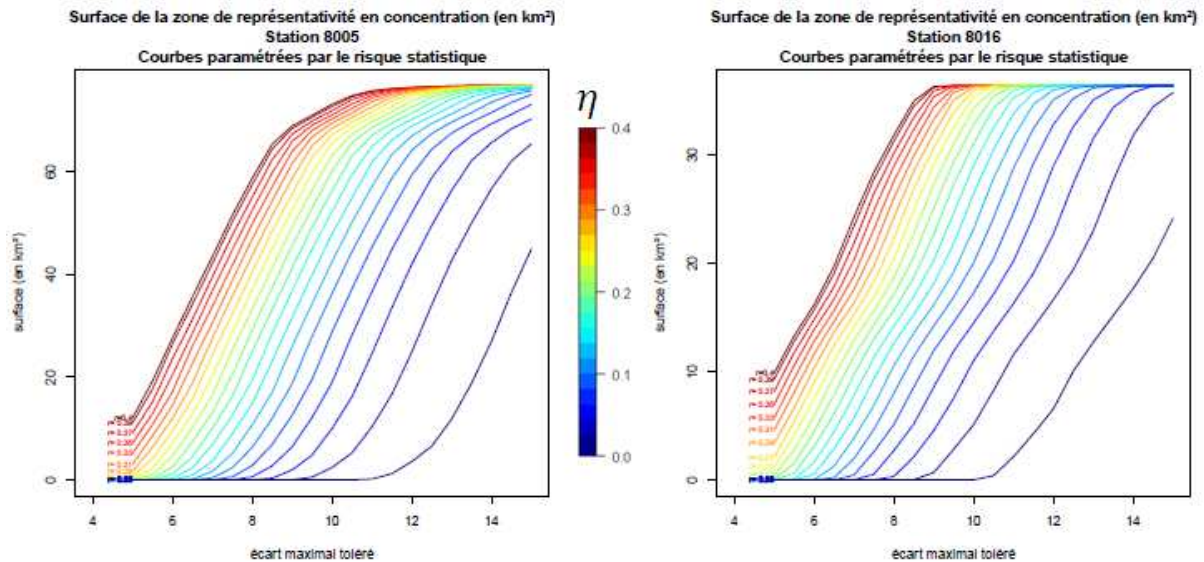 Surface de la zone de représentativité en concentration (en km²)
Station 8005
Courbes paramétrées par le risque statistique
surface (en km²)
0
20
40
60
4
6
8
10
12
14
écart maximal toléré
η
0.4
0.3
0.2
0.1
0.0
Surface de la zone de représentativité en concentration (en km²)
Station 8016
Courbes paramétrées par le risque statistique
surface (en km²)
0
10
20
30
4
6
8
10
12
14
écart maximal toléré